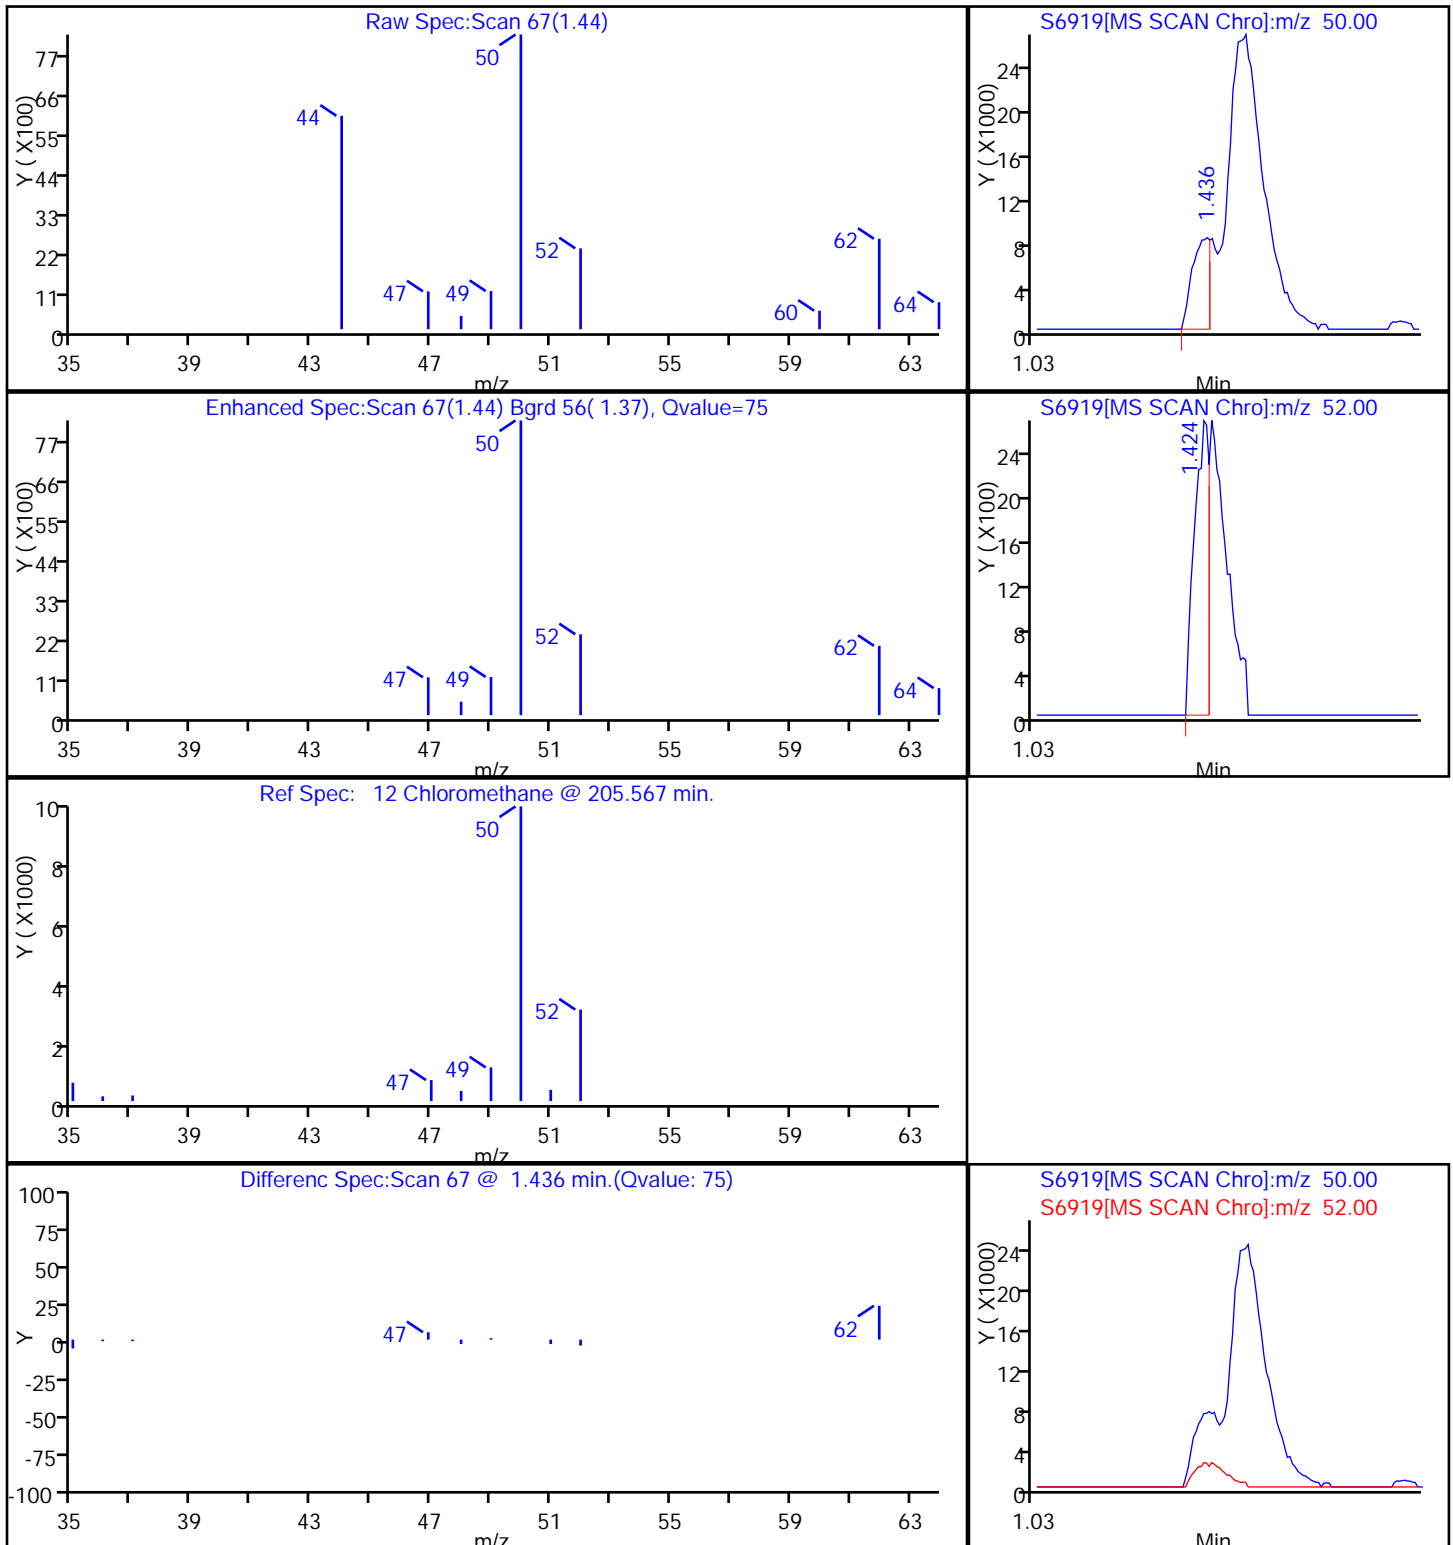 Raw Spec:Scan 67(1.44)
Y ( X100)
77
66
55
44
33
22
11
0
44
47
49
50
52
60
62
64
35 39 43 47 51 55 59 63
m/z
S6919[MS SCAN Chro]:m/z 50.00
Y ( X1000)
24
20
16
12
8
4
0
1.436
1.03
Min
Enhanced Spec:Scan 67(1.44) Bgrd 56( 1.37), Qvalue=75
Y ( X100)
77
66
55
44
33
22
11
0
47
49
50
52
62
64
35 39 43 47 51 55 59 63
m/z
S6919[MS SCAN Chro]:m/z 52.00
Y ( X100)
24
20
16
12
8
4
0
1.424
1.03
Min
Ref Spec: 12 Chloromethane @ 205.567 min.
Y ( X1000)
10
8
6
4
2
0
47
49
50
52
35 39 43 47 51 55 59 63
m/z
Differenc Spec:Scan 67 @ 1.436 min.(Qvalue: 75)
Y
100
75
50
25
0
-25
-50
-75
-100
47
62
35 39 43 47 51 55 59 63
m/z
S6919[MS SCAN Chro]:m/z 50.00
S6919[MS SCAN Chro]:m/z 52.00
Y ( X1000)
24
20
16
12
8
4
0
1.03
Min